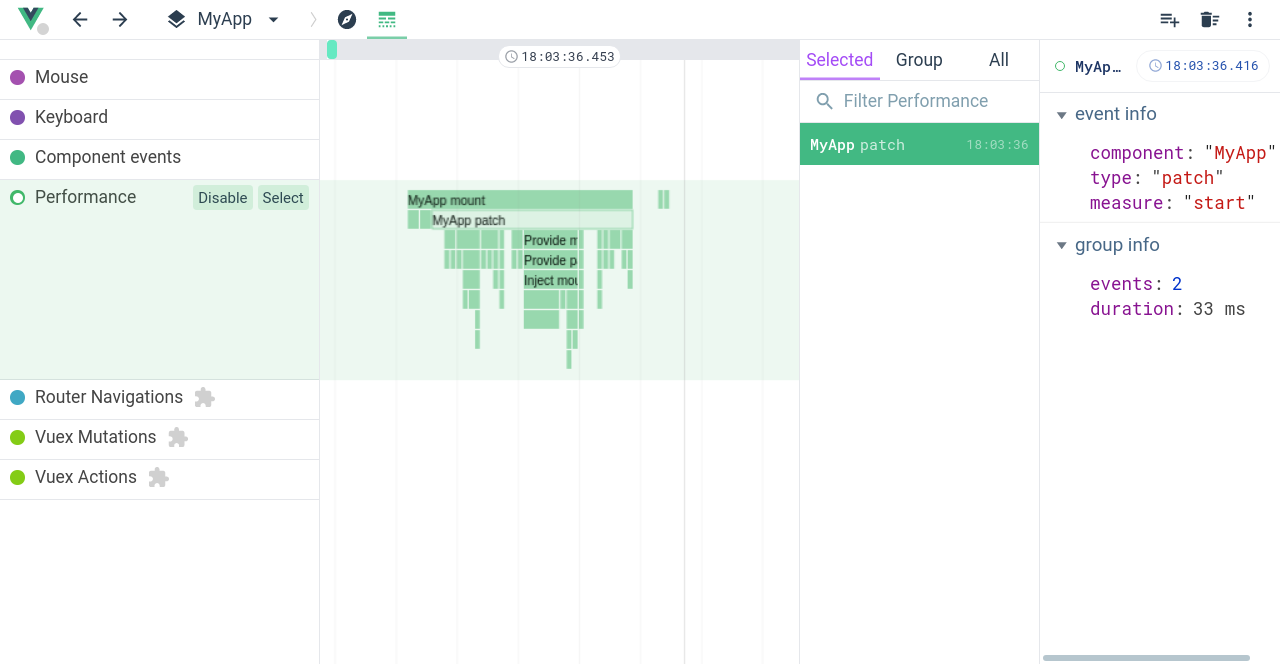 MyApp
18:03:36.453
Mouse
Keyboard
Component events
Performance Disable Select
Router Navigations
Vuex Mutations
Vuex Actions
MyApp mount
MyApp patch
Provide m
Provide p
Inject mou
Selected Group All
Filter Performance
MyApp patch 18:03:36
MyAp… 18:03:36.416
event info
component: "MyApp"
type: "patch"
measure: "start"
group info
events: 2
duration: 33 ms